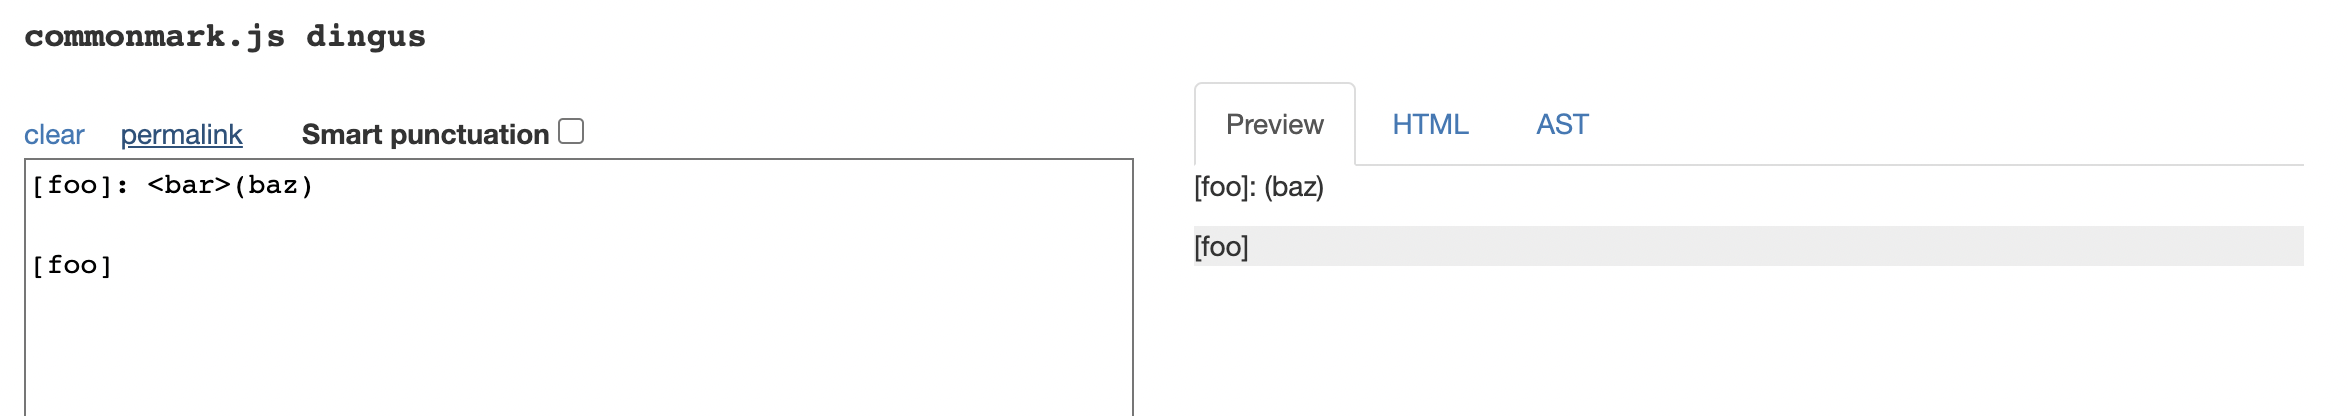 commonmark.js dingus
clear permalink Smart punctuation
Preview HTML AST
[foo]: <bar>(baz)
[foo]
[foo]: (baz)
[foo]